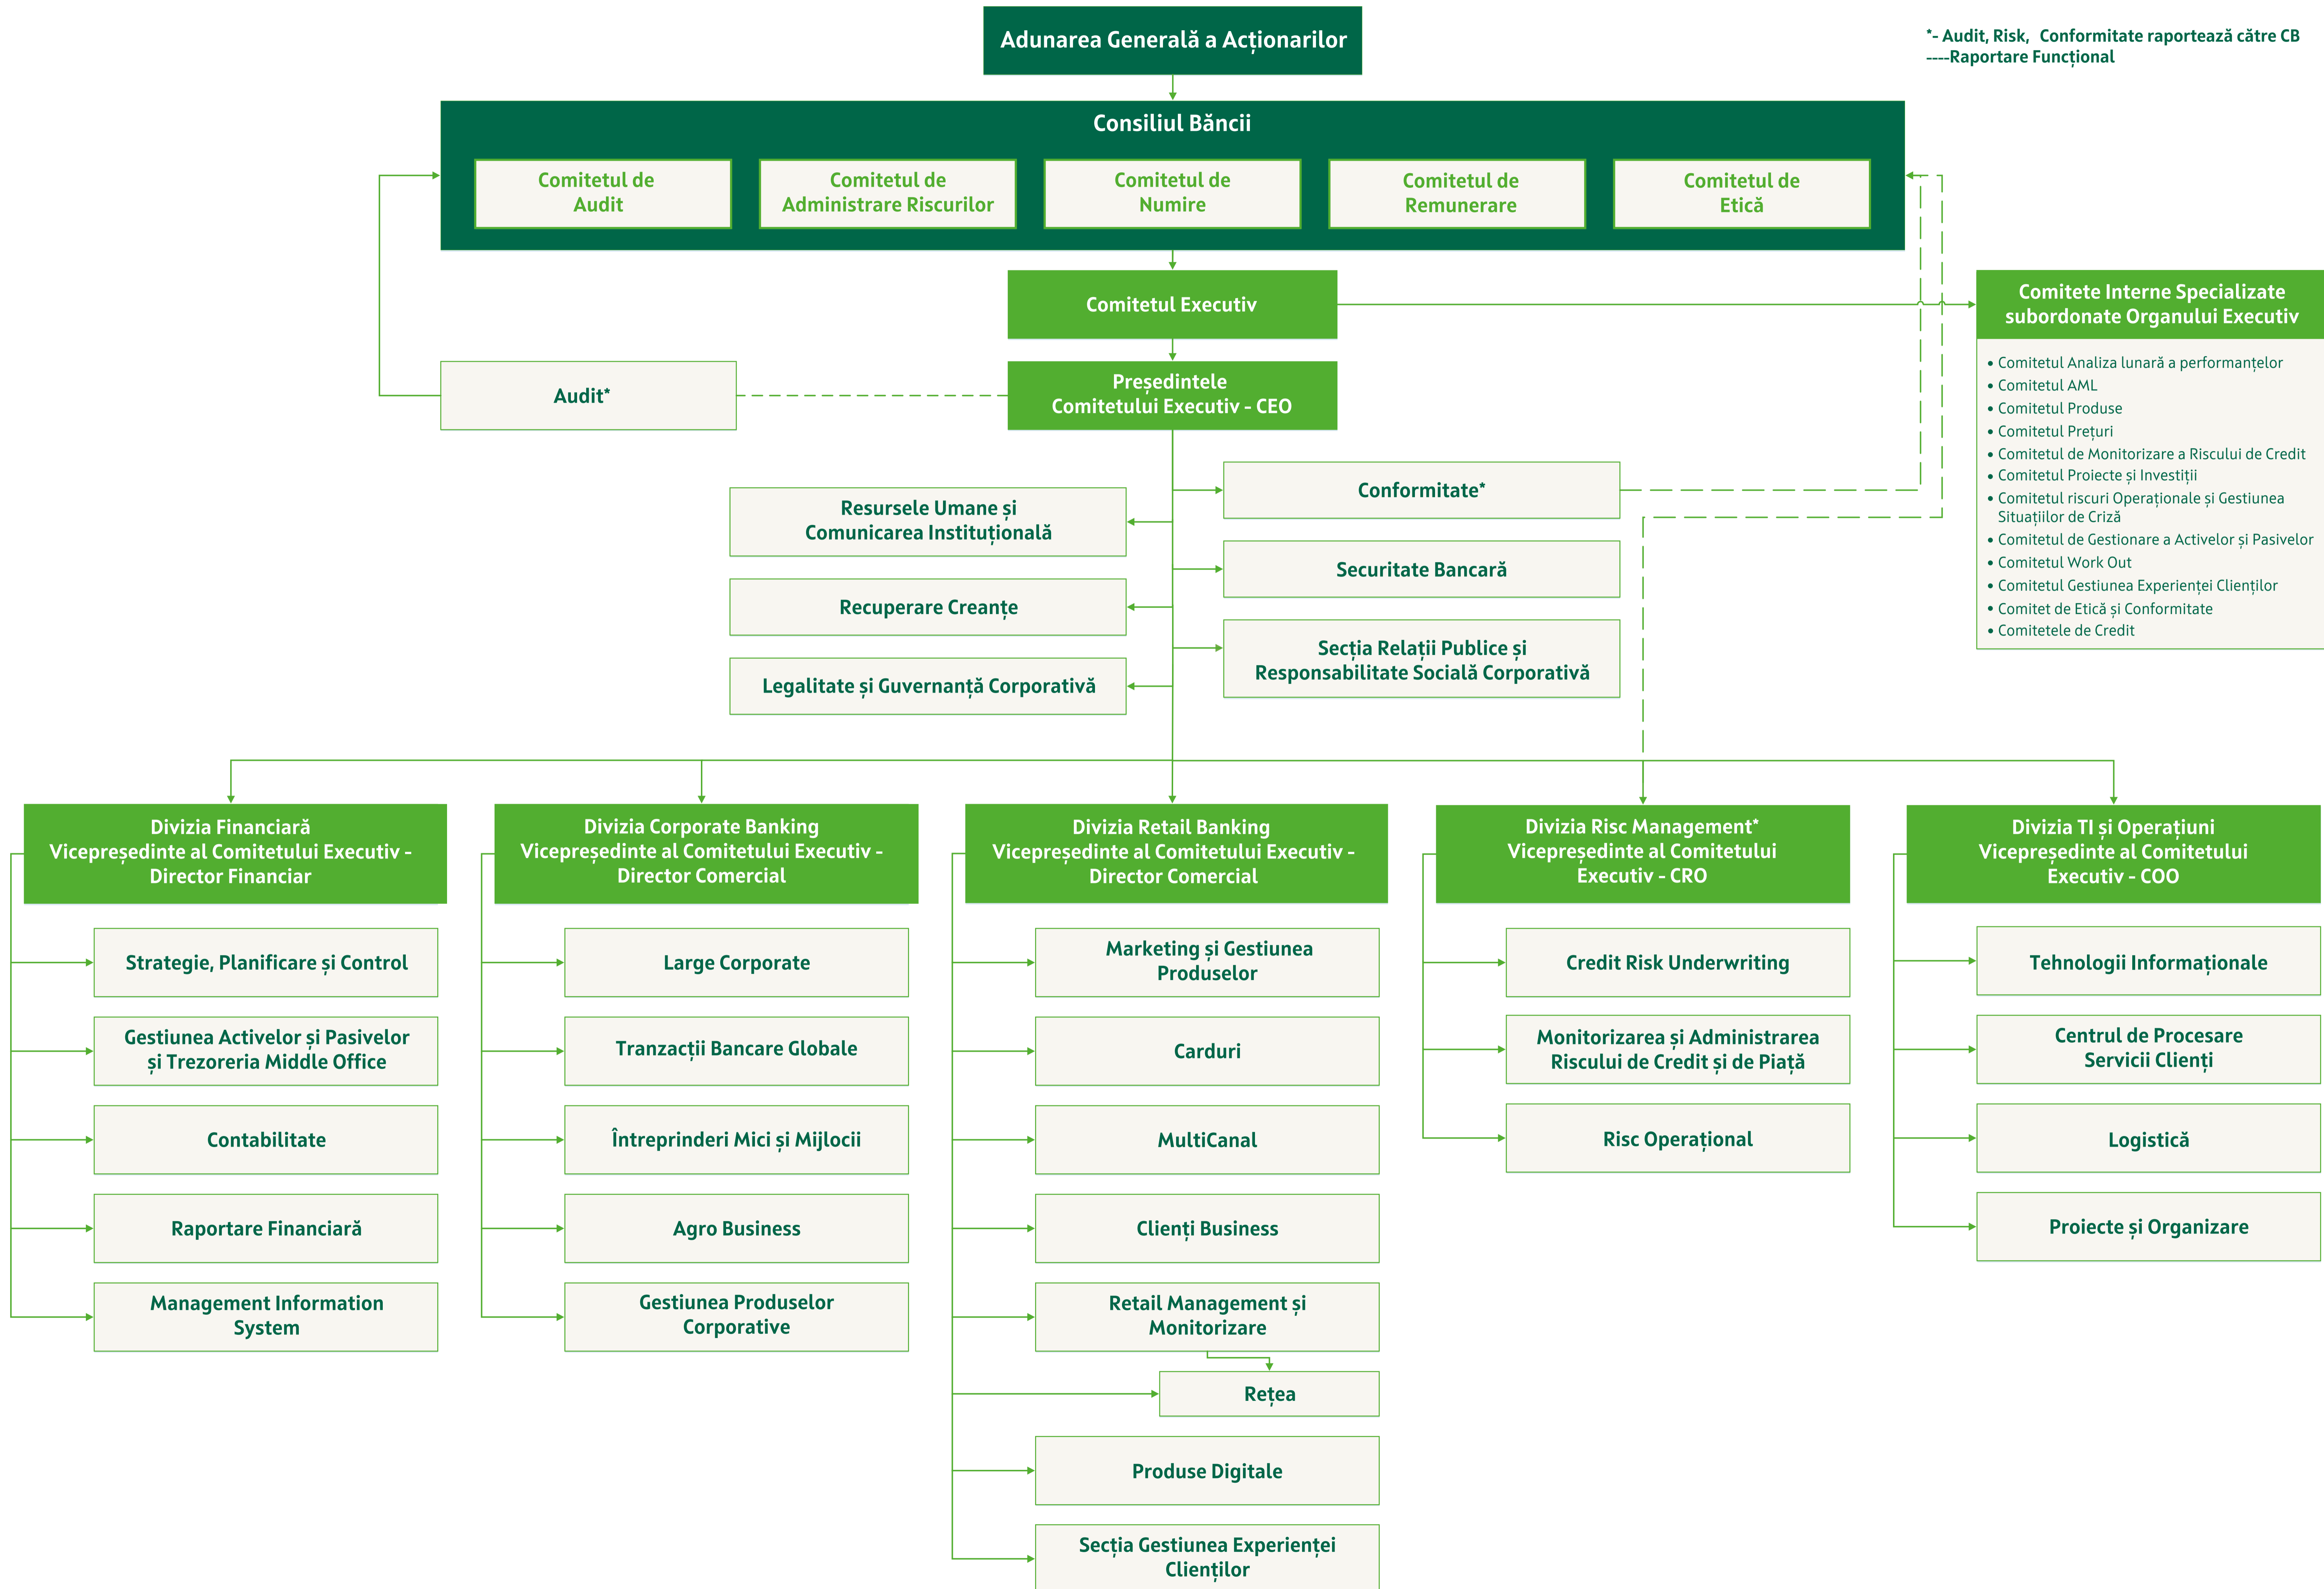 Adunarea Generală a Acționarilor
*- Audit, Risk, Conformitate raportează către CB
----Raportare Funcțional
Consiliul Băncii
Comitetul de
Audit
Comitetul de
Administrare Riscurilor
Comitetul de
Numire
Comitetul de
Remunerare
Comitetul de
Etică
Comitetul Executiv
Comitete Interne Specializate
subordonate Organului Executiv
• Comitetul Analiza lunară a performanțelor
• Comitetul AML
• Comitetul Produse
• Comitetul Prețuri
• Comitetul de Monitorizare a Riscului de Credit
• Comitetul Proiecte și Investiții
• Comitetul riscuri Operaționale și Gestiunea
Situațiilor de Criză
• Comitetul de Gestionare a Activelor și Pasivelor
• Comitetul Work Out
• Comitetul Gestiunea Experienței Clienților
• Comitet de Etică și Conformitate
• Comitetele de Credit
Audit*
Președintele
Comitetului Executiv - CEO
Conformitate*
Resursele Umane și
Comunicarea Instituțională
Securitate Bancară
Recuperare Creanțe
Secția Relații Publice și
Responsabilitate Socială Corporativă
Legalitate și Guvernanță Corporativă
Divizia Financiară
Vicepreședinte al Comitetului Executiv -
Director Financiar
Strategie, Planificare și Control
Gestiunea Activelor și Pasivelor
și Trezoreria Middle Office
Contabilitate
Raportare Financiară
Management Information
System
Divizia Corporate Banking
Vicepreședinte al Comitetului Executiv -
Director Comercial
Large Corporate
Tranzacții Bancare Globale
Întreprinderi Mici și Mijlocii
Agro Business
Gestiunea Produselor
Corporative
Divizia Retail Banking
Vicepreședinte al Comitetului Executiv -
Director Comercial
Marketing și Gestiunea
Produselor
Carduri
MultiCanal
Clienți Business
Retail Management și
Monitorizare
Rețea
Produse Digitale
Secția Gestiunea Experienței
Clienților
Divizia Risc Management*
Vicepreședinte al Comitetului
Executiv - CRO
Credit Risk Underwriting
Monitorizarea și Administrarea
Riscului de Credit și de Piață
Risc Operațional
Divizia TI și Operațiuni
Vicepreședinte al Comitetului
Executiv - COO
Tehnologii Informaționale
Centrul de Procesare
Servicii Clienți
Logistică
Proiecte și Organizare